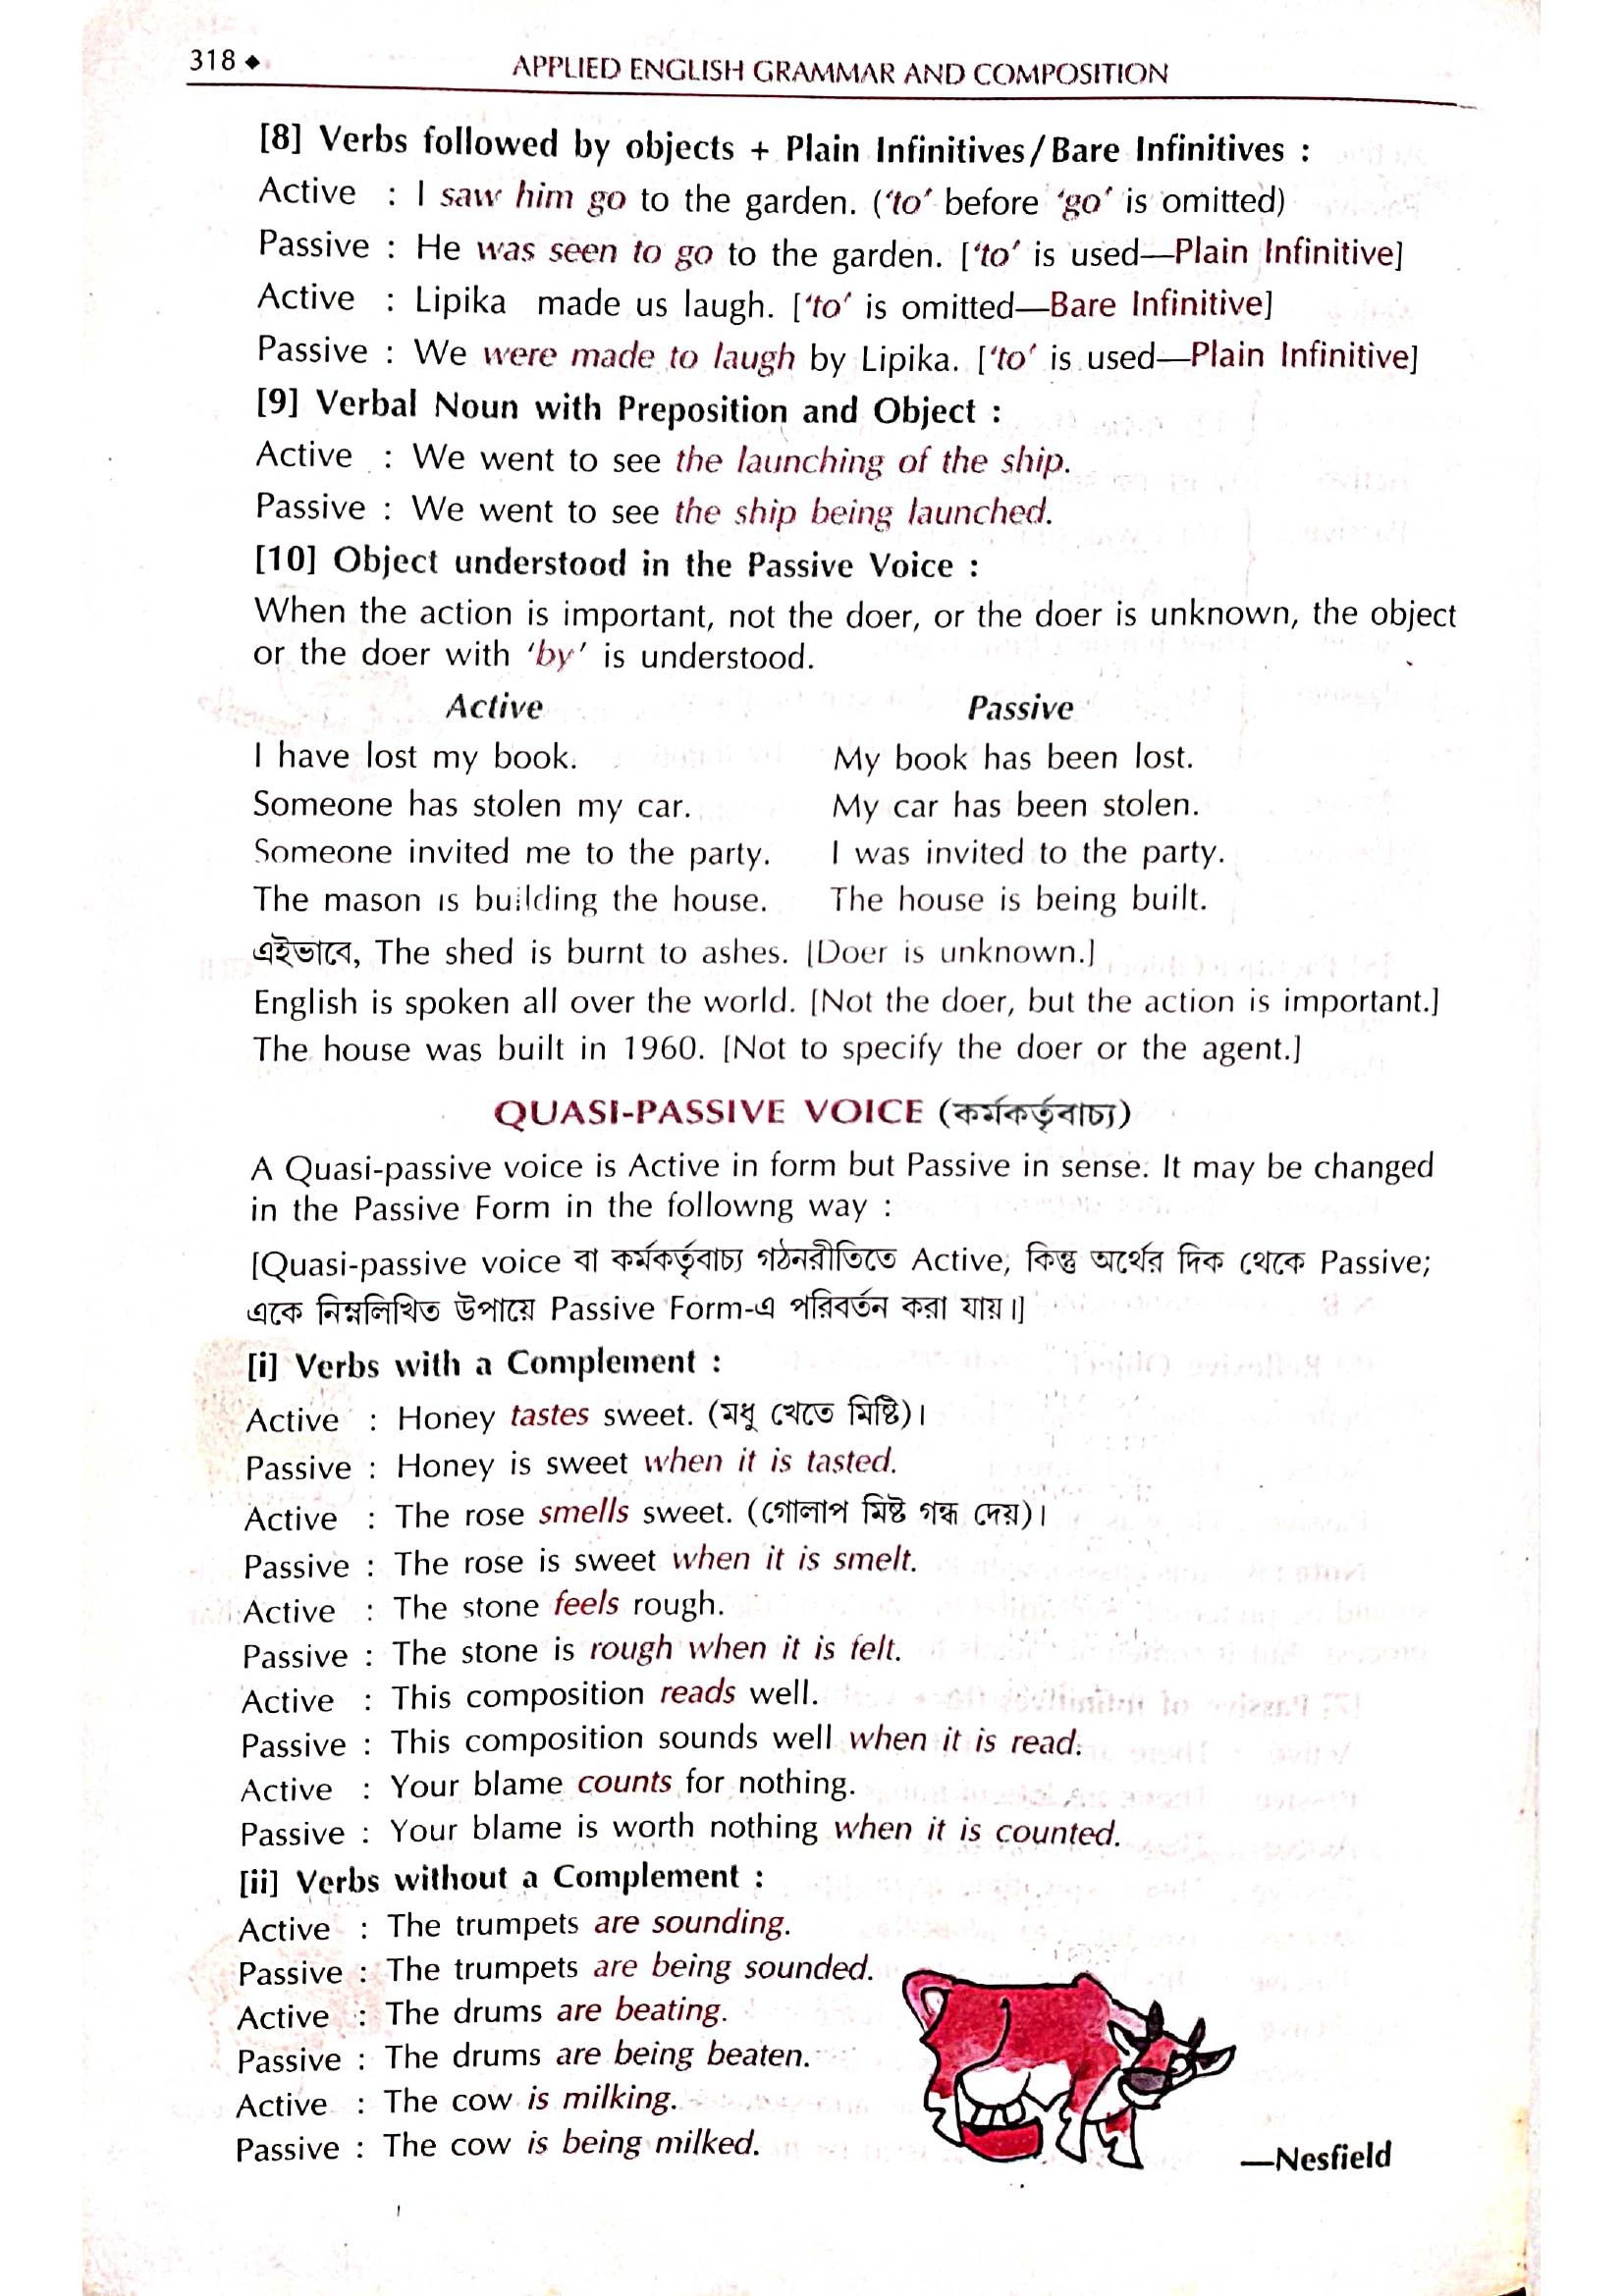 318 ◆ APPLIED ENGLISH GRAMMAR AND COMPOSITION
[8] Verbs followed by objects + Plain Infinitives/Bare Infinitives :
Active : I saw him go to the garden. (‘to’ before ‘go’ is omitted)
Passive : He was seen to go to the garden. [‘to’ is used—Plain Infinitive]
Active : Lipika made us laugh. [‘to’ is omitted—Bare Infinitive]
Passive : We were made to laugh by Lipika. [‘to’ is used—Plain Infinitive]
[9] Verbal Noun with Preposition and Object :
Active : We went to see the launching of the ship.
Passive : We went to see the ship being launched.
[10] Object understood in the Passive Voice :
When the action is important, not the doer, or the doer is unknown, the object
or the doer with ‘by’ is understood.
Active Passive
I have lost my book. My book has been lost.
Someone has stolen my car. My car has been stolen.
Someone invited me to the party. I was invited to the party.
The mason is building the house. The house is being built.
এইভাবে, The shed is burnt to ashes. [Doer is unknown.]
English is spoken all over the world. [Not the doer, but the action is important.]
The house was built in 1960. [Not to specify the doer or the agent.]
QUASI-PASSIVE VOICE (কর্মকর্তৃবাচ্য)
A Quasi-passive voice is Active in form but Passive in sense. It may be changed
in the Passive Form in the followng way :
[Quasi-passive voice বা কর্মকর্তৃবাচ্য গঠনরীতিতে Active; কিন্তু অর্থের দিক থেকে Passive;
একে নিম্নলিখিত উপায়ে Passive Form-এ পরিবর্তন করা যায়।]
[i] Verbs with a Complement :
Active : Honey tastes sweet. (মধু খেতে মিষ্টি)।
Passive : Honey is sweet when it is tasted.
Active : The rose smells sweet. (গোলাপ মিষ্ট গন্ধ দেয়)।
Passive : The rose is sweet when it is smelt.
Active : The stone feels rough.
Passive : The stone is rough when it is felt.
Active : This composition reads well.
Passive : This composition sounds well when it is read.
Active : Your blame counts for nothing.
Passive : Your blame is worth nothing when it is counted.
[ii] Verbs without a Complement :
Active : The trumpets are sounding.
Passive : The trumpets are being sounded.
Active : The drums are beating.
Passive : The drums are being beaten.
Active : The cow is milking.
Passive : The cow is being milked.
—Nesfield